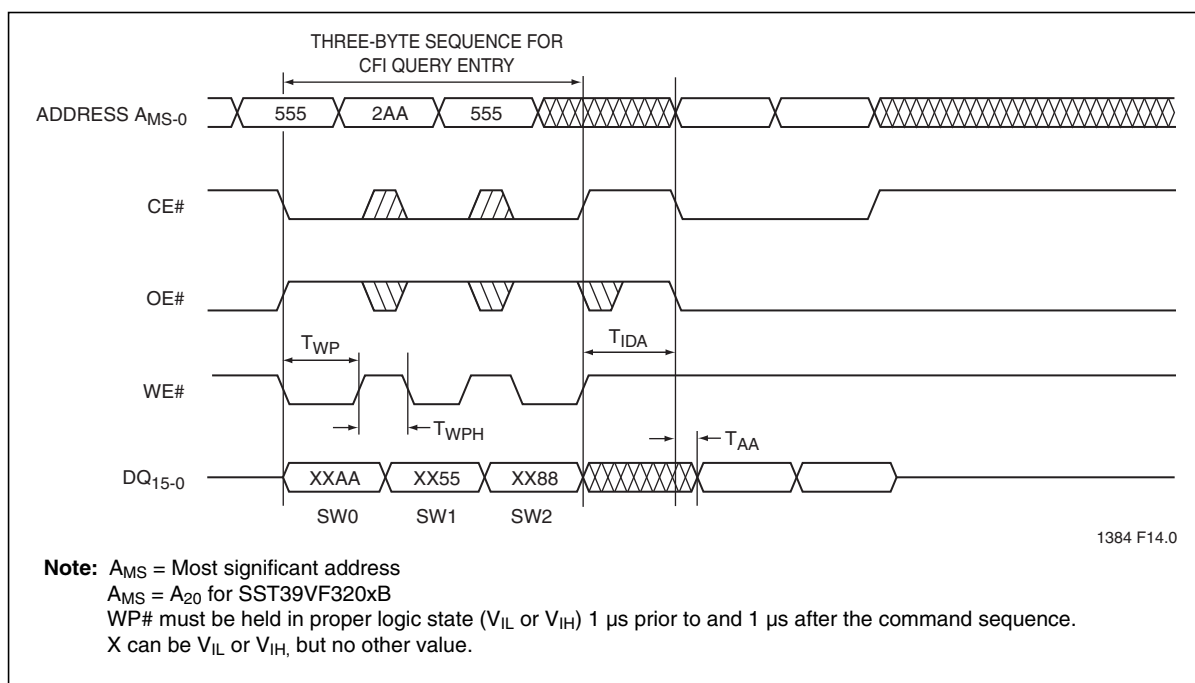 THREE-BYTE SEQUENCE FOR
CFI QUERY ENTRY
ADDRESS AMS-0
555 2AA 555
CE#
OE#
TWP TIDA
WE#
TWPH TAA
DQ15-0
XXAA XX55 XX88
SW0 SW1 SW2
1384 F14.0
Note: AMS = Most significant address
AMS = A20 for SST39VF320xB
WP# must be held in proper logic state (VIL or VIH) 1 µs prior to and 1 µs after the command sequence.
X can be VIL or VIH, but no other value.